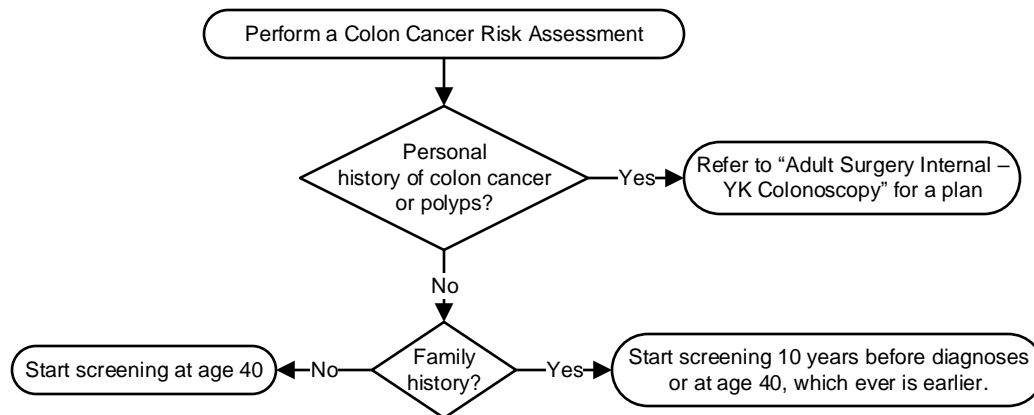 Perform a Colon Cancer Risk Assessment
Personal
history of colon cancer
or polyps?
Yes
Refer to “Adult Surgery Internal –
YK Colonoscopy” for a plan
No
Family
history?
No
Start screening at age 40
Yes
Start screening 10 years before diagnoses
or at age 40, which ever is earlier.